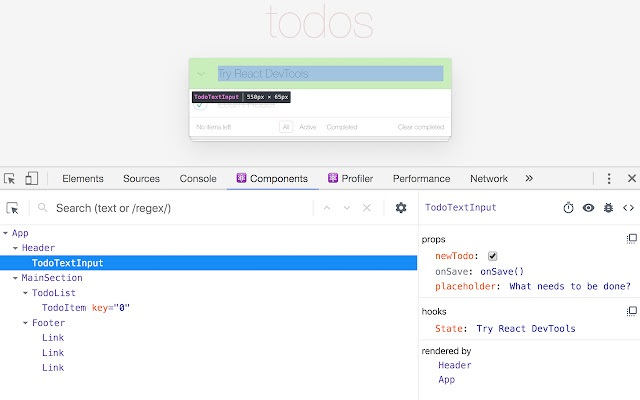 todos
Try React DevTools
TodoTextInput | 550px × 65px
No items left All Active Completed Clear completed
Elements Sources Console Components Profiler Performance Network »
Search (text or /regex/)
TodoTextInput
App
Header
TodoTextInput
MainSection
TodoList
TodoItem key="0"
Footer
Link
Link
Link
props
newTodo:
onSave: onSave()
placeholder: What needs to be done?
hooks
State: Try React DevTools
rendered by
Header
App